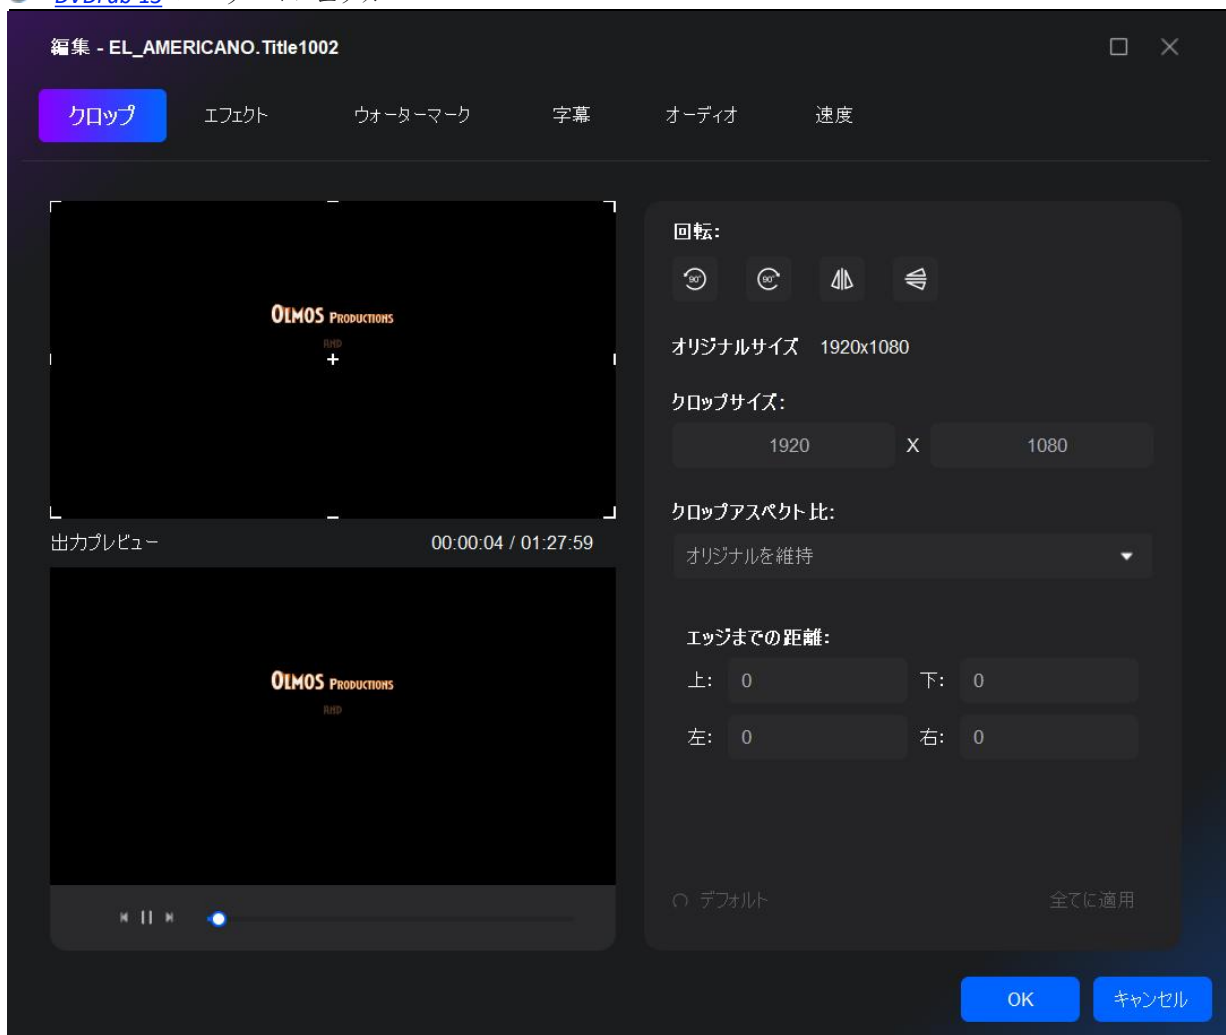 DVDFab 13
編集 - EL_AMERICANO.Title1002
クロップ エフェクト ウォーターマーク 字幕 オーディオ 速度
OLMOS PRODUCTIONS
AND
出力プレビュー 00:00:04 / 01:27:59
OLMOS PRODUCTIONS
AND
回転:
90° 90°
オリジナルサイズ 1920x1080
クロップサイズ:
1920 X 1080
クロップアスペクト比:
オリジナルを維持
エッジまでの距離:
上: 0 下: 0
左: 0 右: 0
デフォルト 全てに適用
OK キャンセル